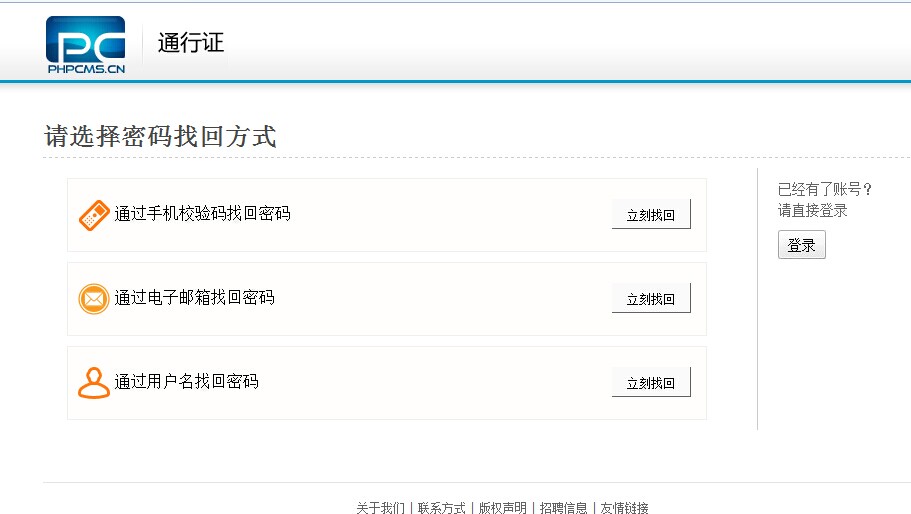 PC
PHPCMS.CN
通行证
请选择密码找回方式
通过手机校验码找回密码
立刻找回
通过电子邮箱找回密码
立刻找回
通过用户名找回密码
立刻找回
已经有了账号？
请直接登录
登录
关于我们 | 联系方式 | 版权声明 | 招聘信息 | 友情链接